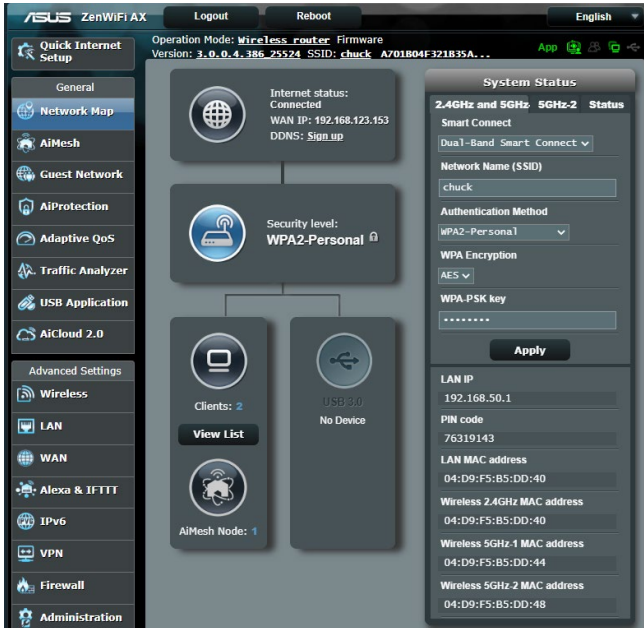 ASUS ZenWiFi AX
Logout
Reboot
English
Quick Internet Setup
Operation Mode: Wireless router Firmware
Version: 3.0.0.4.386_25524 SSID: chuck A701B04F321B35A...
App
General
Network Map
AiMesh
Guest Network
AiProtection
Adaptive QoS
Traffic Analyzer
USB Application
AiCloud 2.0
Advanced Settings
Wireless
LAN
WAN
Alexa & IFTTT
IPv6
VPN
Firewall
Administration
Internet status:
Connected
WAN IP: 192.168.123.153
DDNS: Sign up
Security level:
WPA2-Personal
Clients: 2
View List
AiMesh Node: 1
USB 3.0
No Device
System Status
2.4GHz and 5GHz- 5GHz-2 Status
Smart Connect
Dual-Band Smart Connect
Network Name (SSID)
chuck
Authentication Method
WPA2-Personal
WPA Encryption
AES
WPA-PSK key
········
Apply
LAN IP
192.168.50.1
PIN code
76319143
LAN MAC address
04:D9:F5:B5:DD:40
Wireless 2.4GHz MAC address
04:D9:F5:B5:DD:40
Wireless 5GHz-1 MAC address
04:D9:F5:B5:DD:44
Wireless 5GHz-2 MAC address
04:D9:F5:B5:DD:48